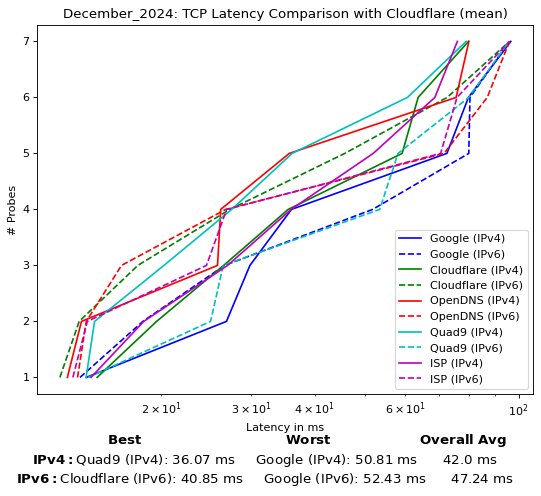 December_2024: TCP Latency Comparison with Cloudflare (mean)
7
6
5
4
3
2
1
# Probes
Google (IPv4)
Google (IPv6)
Cloudflare (IPv4)
Cloudflare (IPv6)
OpenDNS (IPv4)
OpenDNS (IPv6)
Quad9 (IPv4)
Quad9 (IPv6)
ISP (IPv4)
ISP (IPv6)
2 × 10¹ 3 × 10¹ 4 × 10¹ 6 × 10¹ 10²
Latency in ms
Best Worst Overall Avg
IPv4: Quad9 (IPv4): 36.07 ms Google (IPv4): 50.81 ms 42.0 ms
IPv6: Cloudflare (IPv6): 40.85 ms Google (IPv6): 52.43 ms 47.24 ms